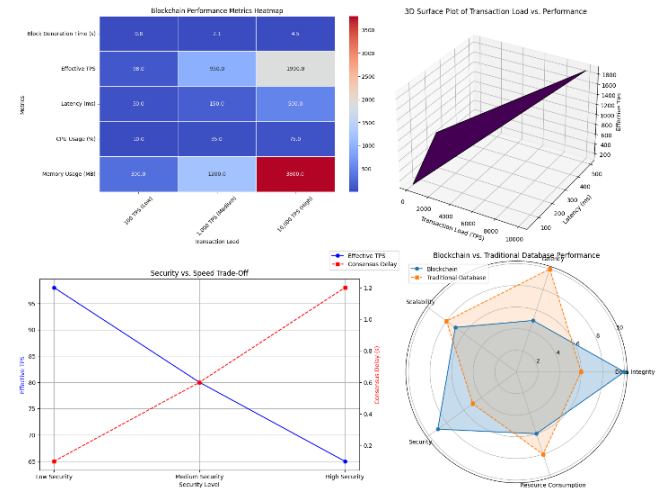 Blockchain Performance Metrics Heatmap
Metrics
Block Generation Time (s)
0.8
2.1
4.5
Effective TPS
98.0
950.0
1900.0
Latency (ms)
50.0
150.0
500.0
CPU Usage (%)
10.0
35.0
75.0
Memory Usage (MB)
300.0
1200.0
3800.0
100 TPS (Low)
1,000 TPS (Medium)
10,000 TPS (High)
Transaction Load
3500
3000
2500
2000
1500
1000
500
3D Surface Plot of Transaction Load vs. Performance
1800
1600
1400
1200
1000
800
600
400
200
Effective TPS
500
400
300
200
100
Latency (ms)
0
2000
4000
6000
8000
10000
Transaction Load (TPS)
Effective TPS
Consensus Delay
Security vs. Speed Trade-Off
Effective TPS
95
90
85
80
75
70
65
1.2
1.0
0.8
0.6
0.4
0.2
Consensus Delay (s)
Low Security
Medium Security
High Security
Security Level
Blockchain vs. Traditional Database Performance
Blockchain
Traditional Database
Latency
Scalability
Data Integrity
Security
Resource Consumption
2
4
6
8
10